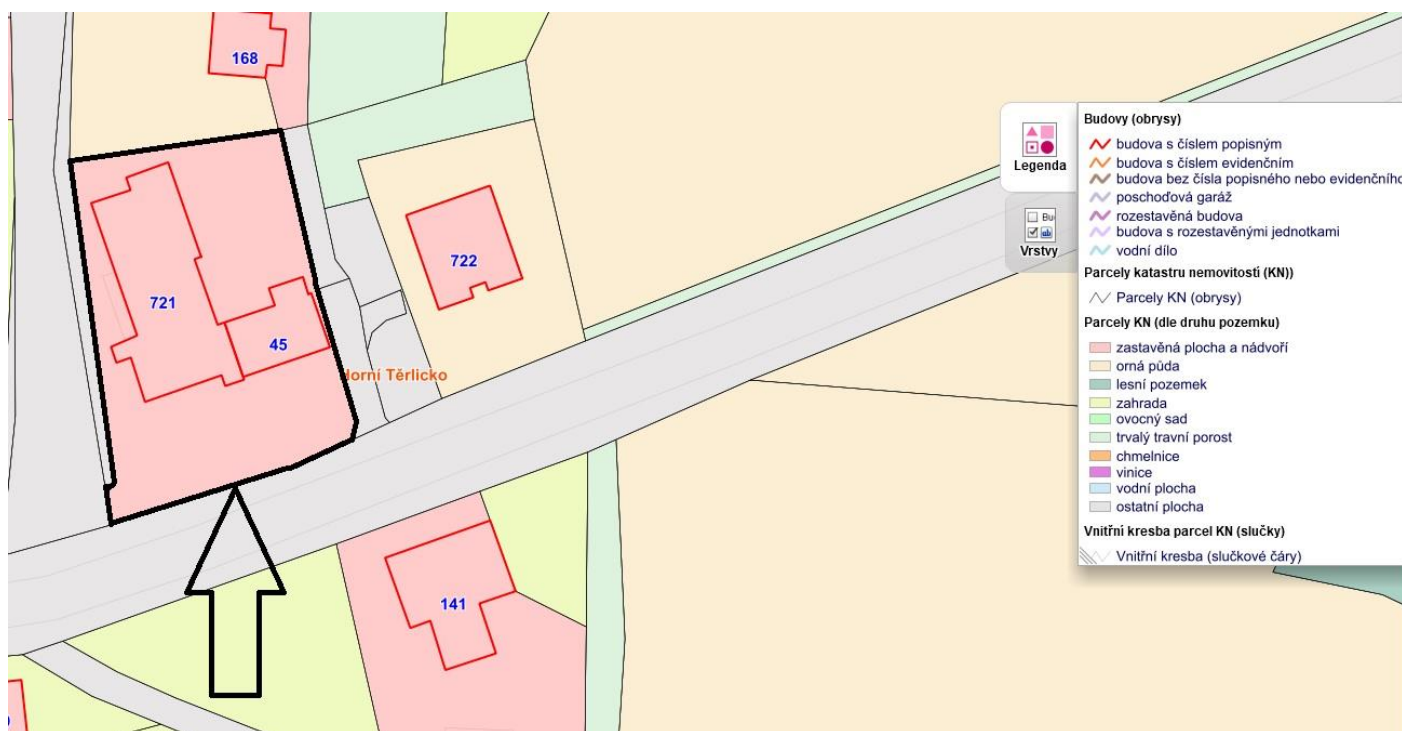 168
721
45
722
orní Těrlicko
141
Legenda
Bu
Vrstvy
Budovy (obrysy)
budova s číslem popisným
budova s číslem evidenčním
budova bez čísla popisného nebo evidenčního
poschoďová garáž
rozestavěná budova
budova s rozestavěnými jednotkami
vodní dílo
Parcely katastru nemovitostí (KN))
Parcely KN (obrysy)
Parcely KN (dle druhu pozemku)
zastavěná plocha a nádvoří
orná půda
lesní pozemek
zahrada
ovocný sad
trvalý travní porost
chmelnice
vinice
vodní plocha
ostatní plocha
Vnitřní kresba parcel KN (slučky)
Vnitřní kresba (slučkové čáry)